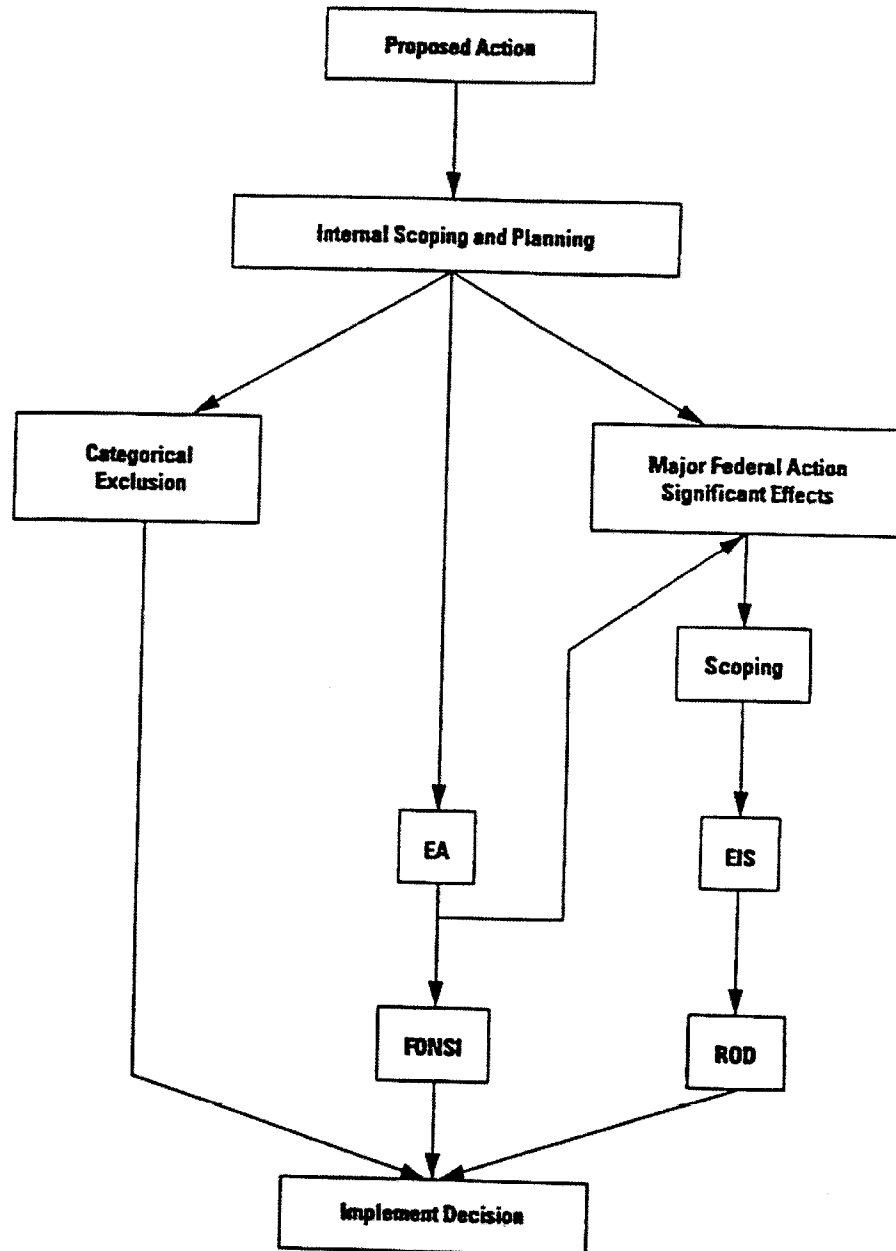 Proposed Action
Internal Scoping and Planning
Categorical
Exclusion
Major Federal Action
Significant Effects
Scoping
EA
EIS
FONSI
ROD
Implement Decision